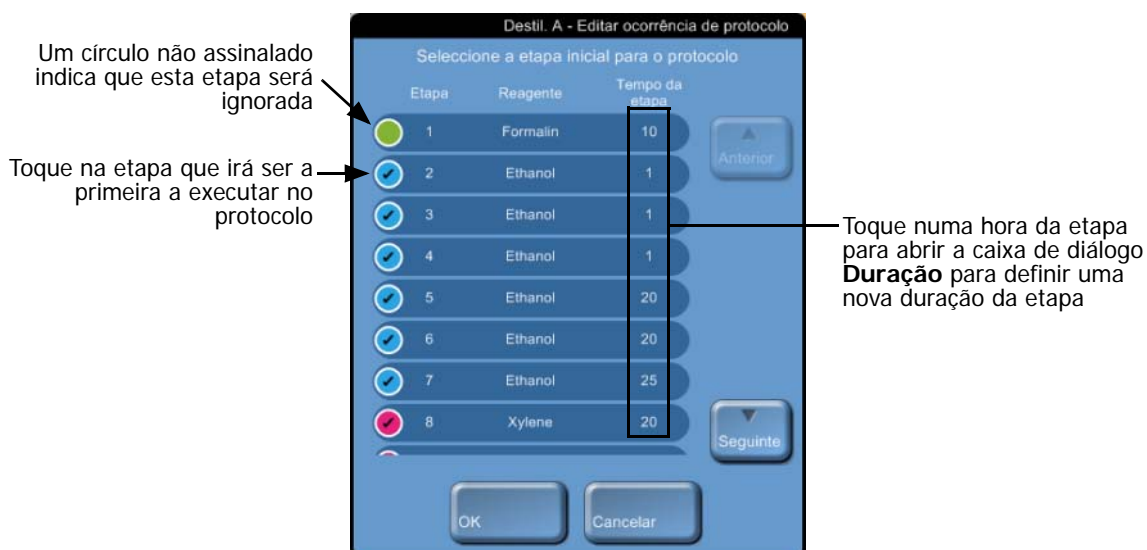 Destil. A - Editar ocorrência de protocolo
Um círculo não assinalado
indica que esta etapa será
ignorada
Seleccione a etapa inicial para o protocolo
Etapa Reagente Tempo da
etapa
1 Formalin 10
Anterior
Toque na etapa que irá ser a
primeira a executar no
protocolo
2 Ethanol 1
3 Ethanol 1
4 Ethanol 1
5 Ethanol 20
6 Ethanol 20
7 Ethanol 25
8 Xylene 20
Toque numa hora da etapa
para abrir a caixa de diálogo
Duração para definir uma
nova duração da etapa
Seguinte
OK
Cancelar